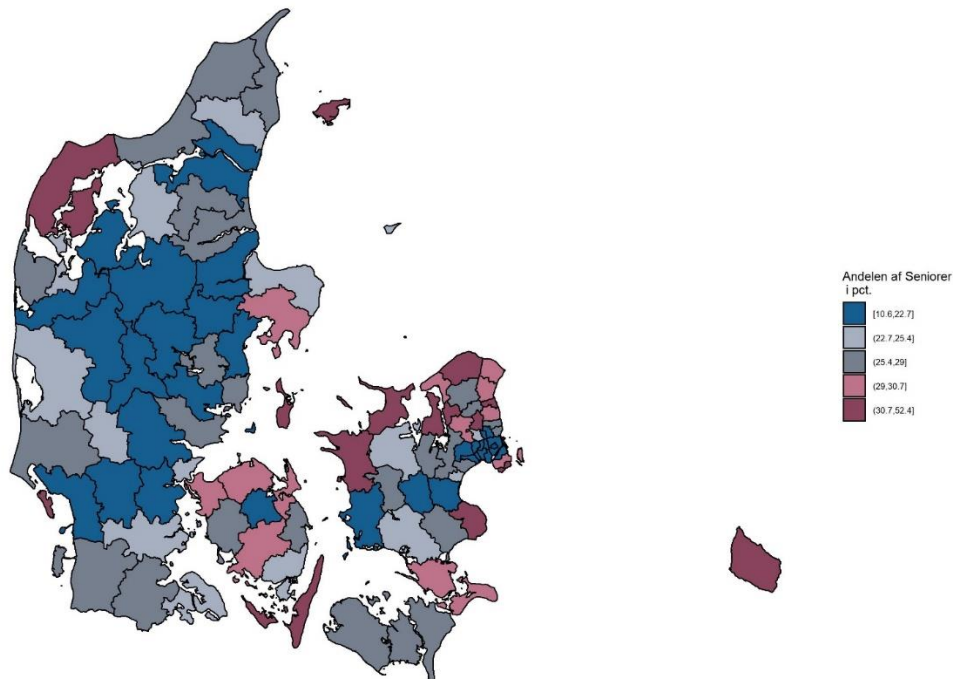 Andelen af Seniorer
i pct.
[10.6,22.7]
(22.7,25.4]
(25.4,29]
(29,30.7]
(30.7,52.4]